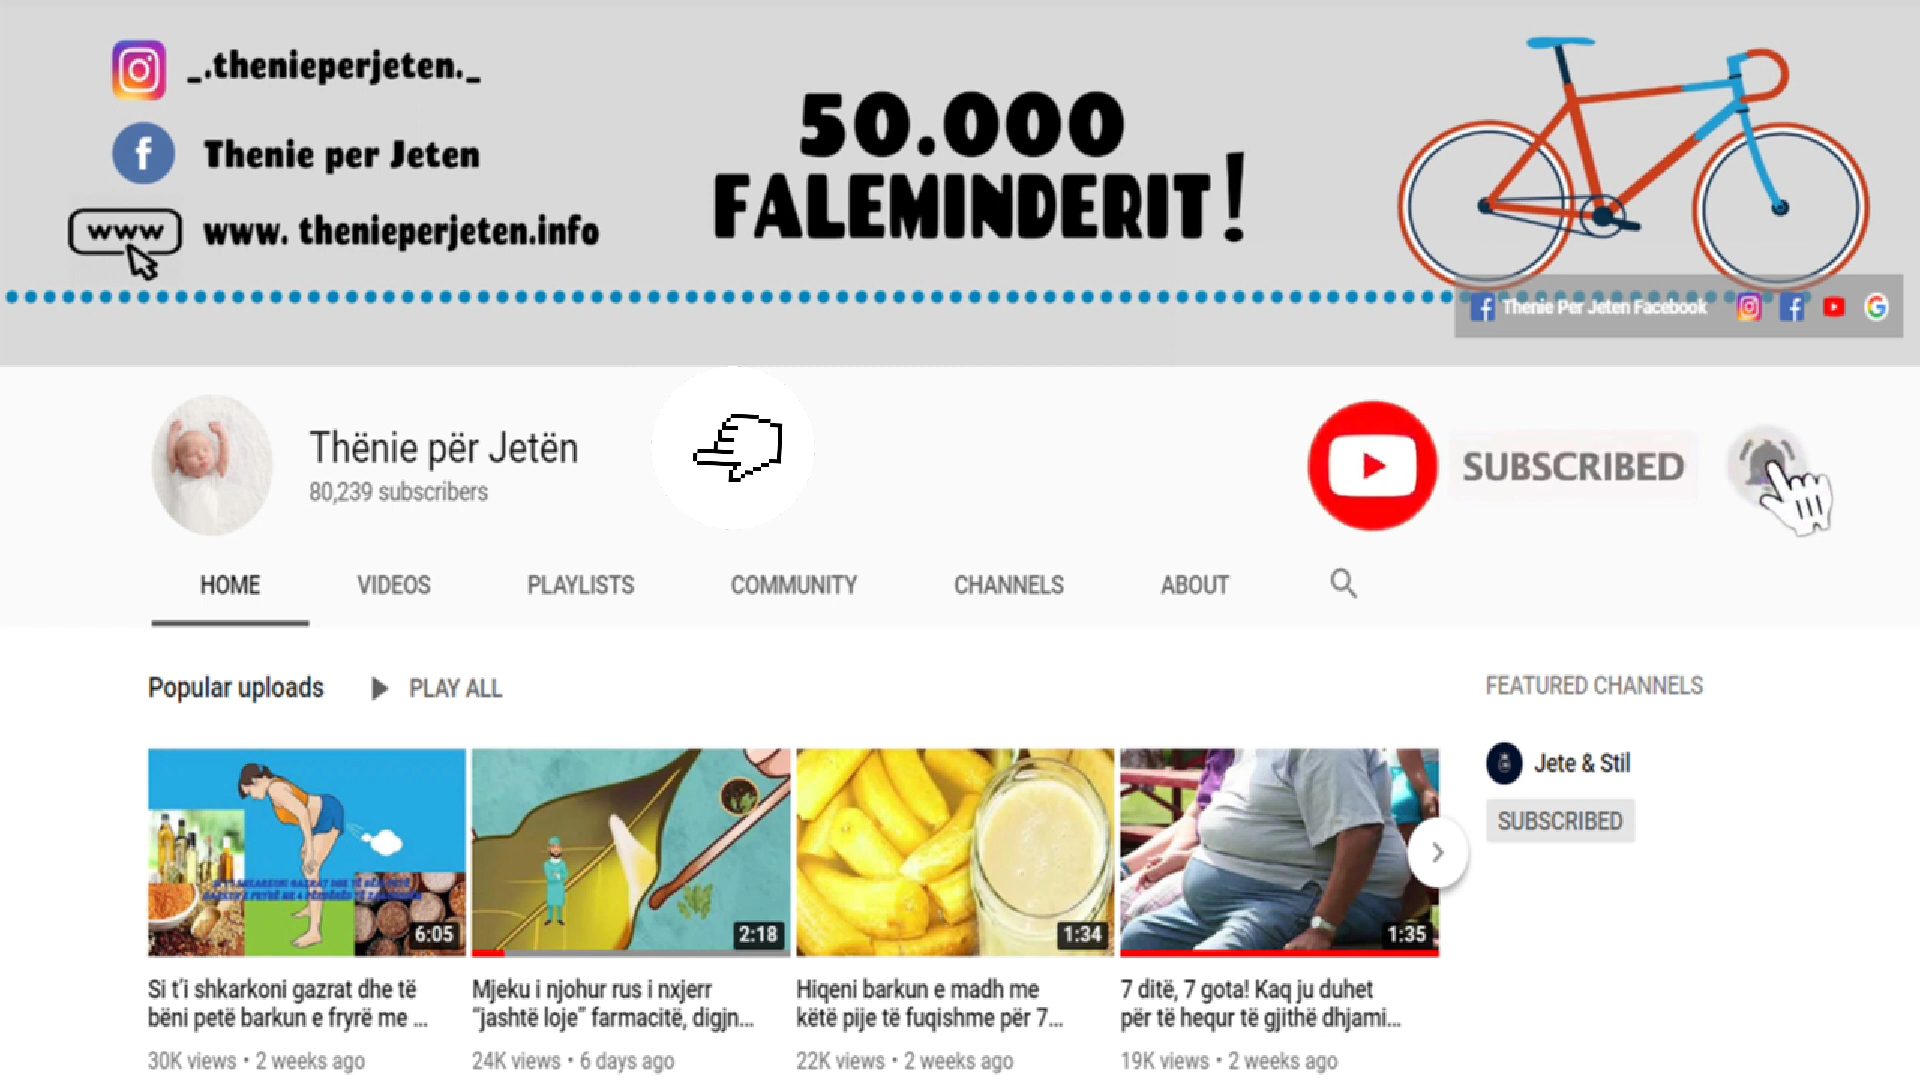 _.thenieperjeten._
Thenie per Jeten
www
www. thenieperjeten.info
50.000
FALEMINDERIT!
Thenie Per Jeten Facebook
Thënie për Jetën
80,239 subscribers
SUBSCRIBED
HOME VIDEOS PLAYLISTS COMMUNITY CHANNELS ABOUT
Popular uploads PLAY ALL
FEATURED CHANNELS
Jete & Stil
SUBSCRIBED
6:05
2:18
1:34
1:35
Si t’i shkarkoni gazrat dhe të
bëni petë barkun e fryrë me ...
30K views • 2 weeks ago
Mjeku i njohur rus i nxjerr
“jashtë loje” farmacitë, digjn...
24K views • 6 days ago
Hiqeni barkun e madh me
këtë pije të fuqishme për 7...
22K views • 2 weeks ago
7 ditë, 7 gota! Kaq ju duhet
për të hequr të gjithë dhjami...
19K views • 2 weeks ago